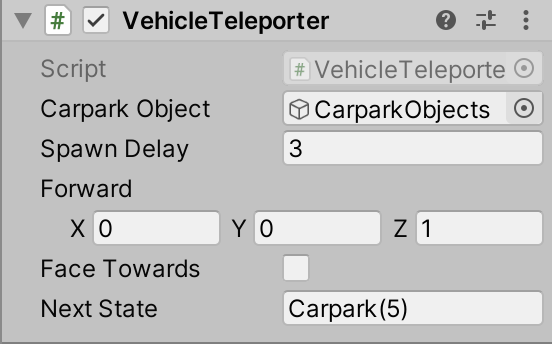 VehicleTeleporter
Script # VehicleTeleporte
Carpark Object CarparkObjects
Spawn Delay 3
Forward
X 0 Y 0 Z 1
Face Towards
Next State Carpark(5)